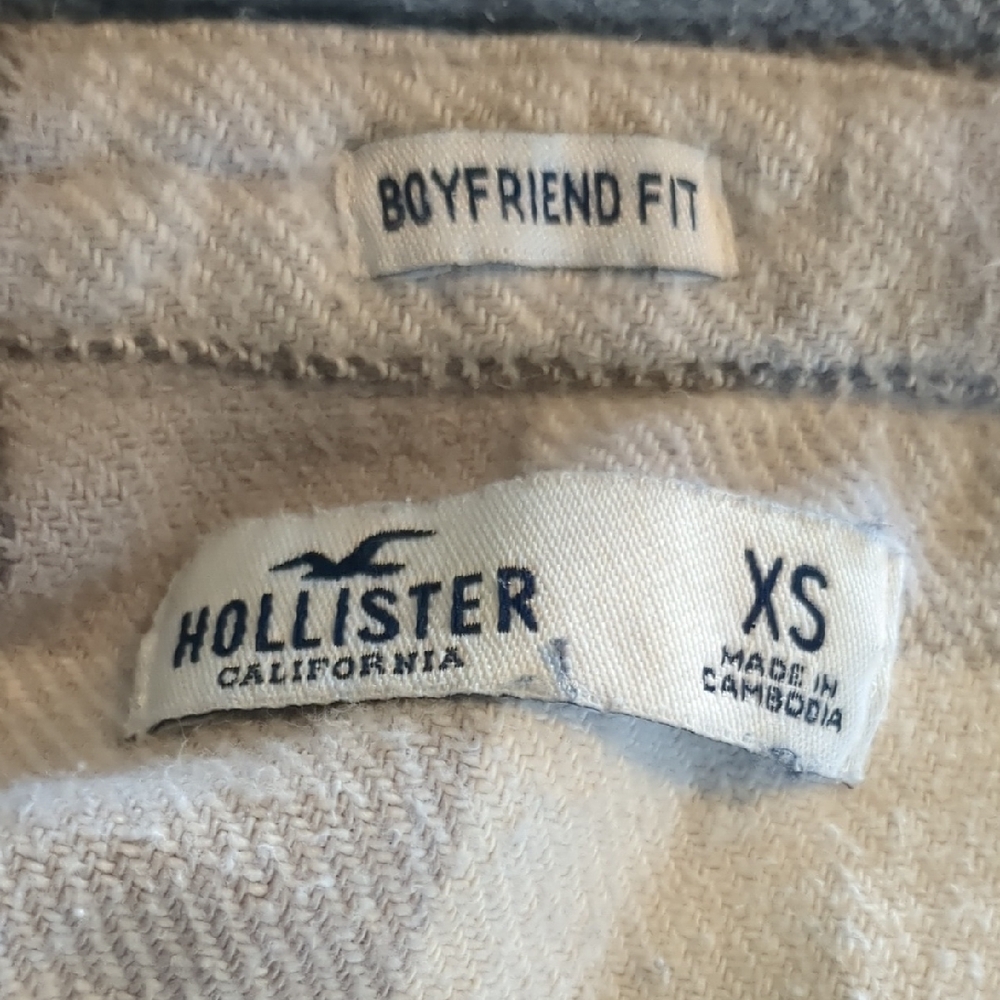 BOYFRIEND FIT
HOLLISTER
CALIFORNIA
XS
MADE IN
CAMBODIA